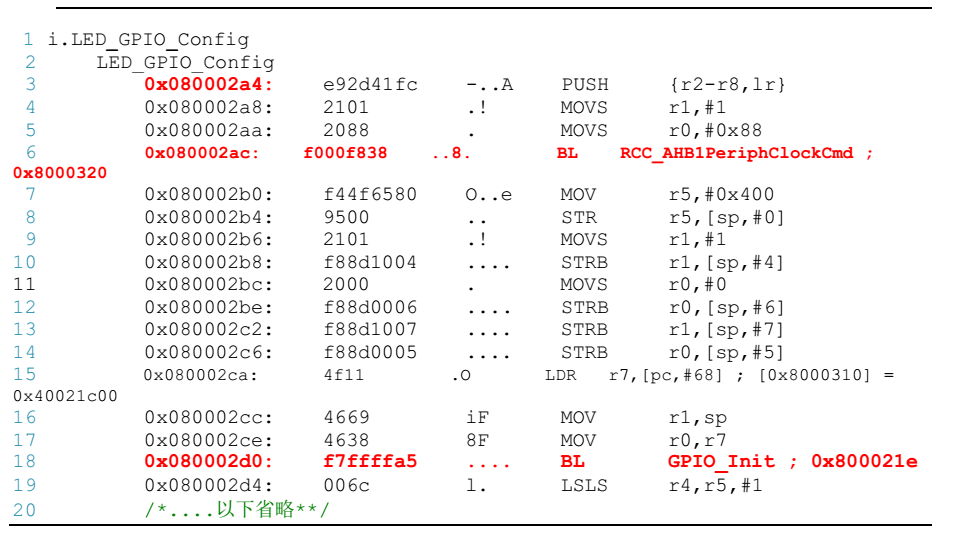 1 i.LED_GPIO_Config
2 LED_GPIO_Config
3 0x080002a4: e92d41fc -..A PUSH {r2-r8,lr}
4 0x080002a8: 2101 .! MOVS r1,#1
5 0x080002aa: 2088 . MOVS r0,#0x88
6 0x080002ac: f000f838 ..8. BL RCC_AHB1PeriphClockCmd ;
0x8000320
7 0x080002b0: f44f6580 O..e MOV r5,#0x400
8 0x080002b4: 9500 .. STR r5,[sp,#0]
9 0x080002b6: 2101 .! MOVS r1,#1
10 0x080002b8: f88d1004 .... STRB r1,[sp,#4]
11 0x080002bc: 2000 . MOVS r0,#0
12 0x080002be: f88d0006 .... STRB r0,[sp,#6]
13 0x080002c2: f88d1007 .... STRB r1,[sp,#7]
14 0x080002c6: f88d0005 .... STRB r0,[sp,#5]
15 0x080002ca: 4f11 .O LDR r7,[pc,#68] ; [0x8000310] =
0x40021c00
16 0x080002cc: 4669 iF MOV r1,sp
17 0x080002ce: 4638 8F MOV r0,r7
18 0x080002d0: f7ffffa5 .... BL GPIO_Init ; 0x800021e
19 0x080002d4: 006c l. LSLS r4,r5,#1
20 /*....以下省略**/